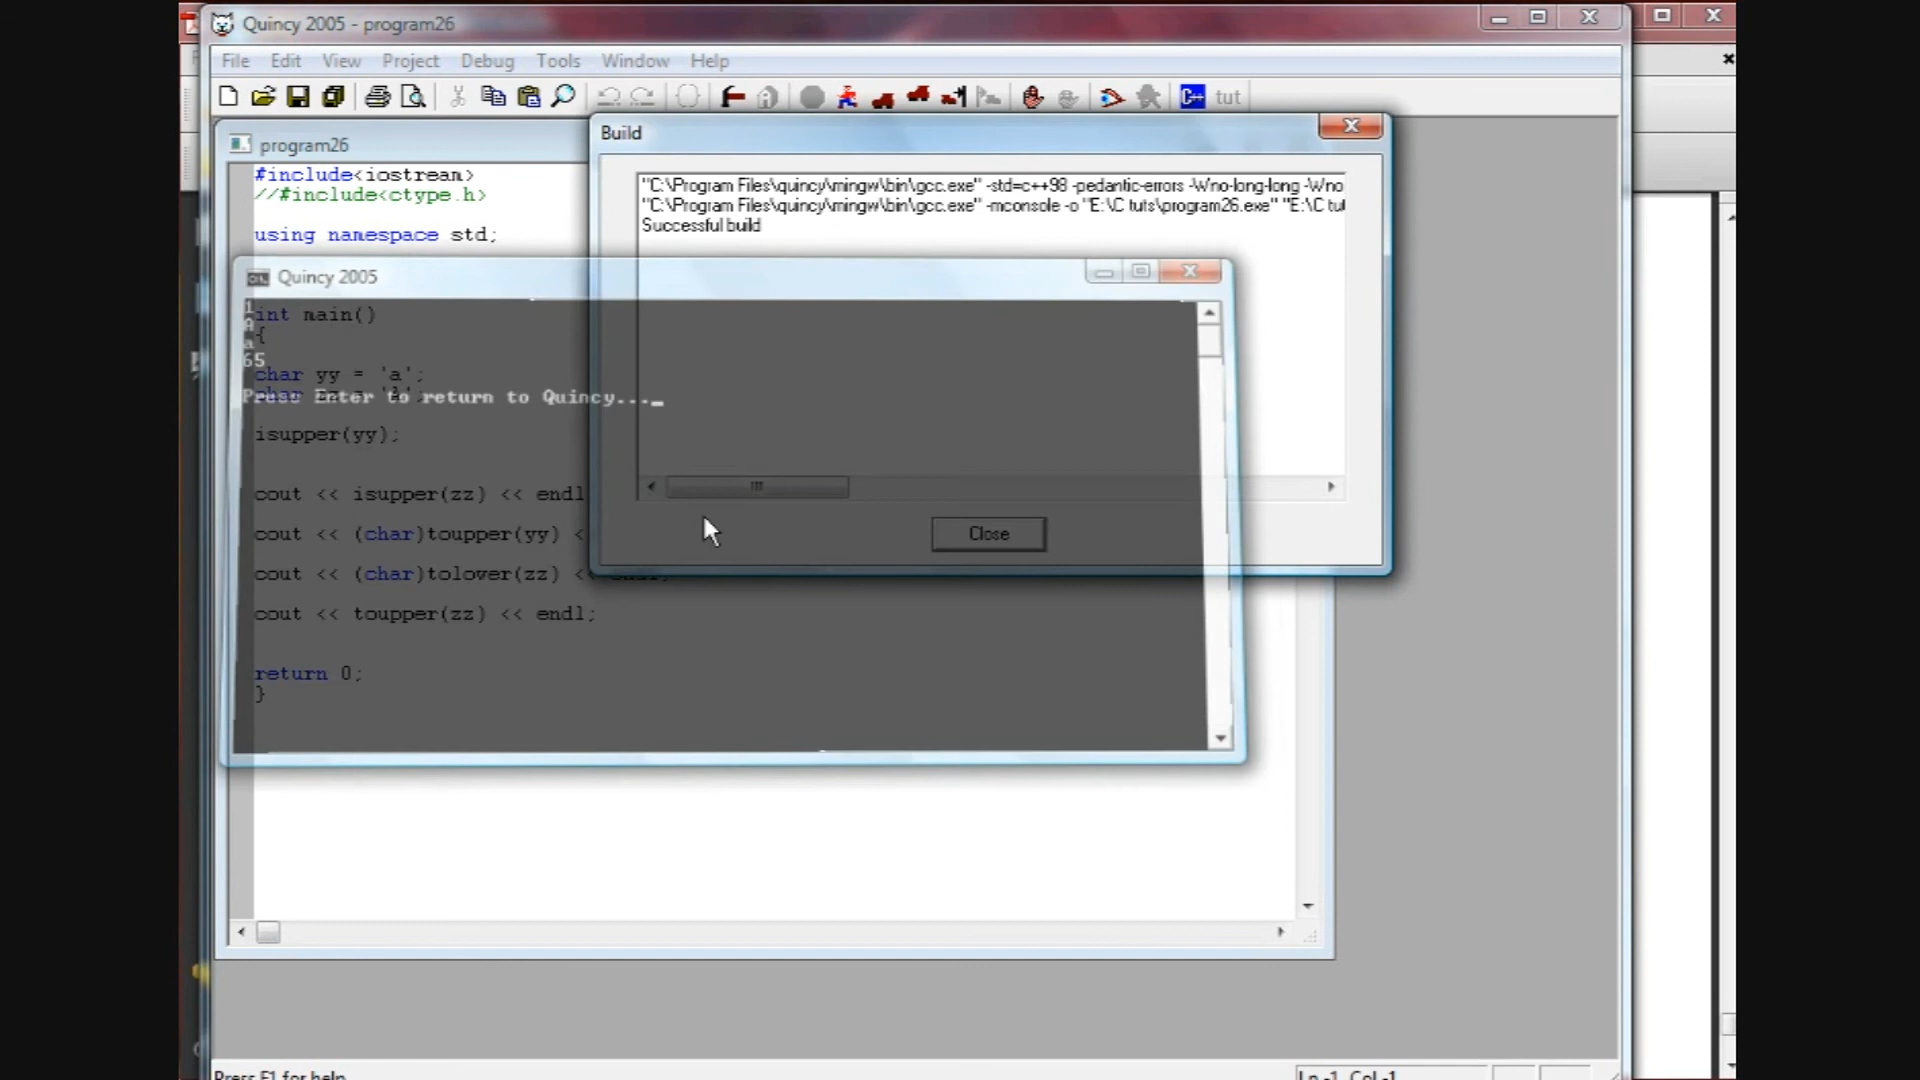 Quincy 2005 - program26
File Edit View Project Debug Tools Window Help
C++ tut
program26
#include<iostream>
//#include<ctype.h>
using namespace std;
Build
"C:\Program Files\quincy\mingw\bin\gcc.exe" -std=c++98 -pedantic-errors -Wno-long-long -Wno
"C:\Program Files\quincy\mingw\bin\gcc.exe" -mconsole -o "E:\C tuts\program26.exe" "E:\C tut
Successful build
Close
Quincy 2005
1
A
a
65
Press Enter to return to Quincy..._
int main()
{
char yy = 'a';
char
isupper(yy);
cout << isupper(zz) << endl
cout << (char)toupper(yy) <
cout << (char)tolower(zz) << endl;
cout << toupper(zz) << endl;
return 0;
}
Press F1 for help
Ln -1, Col -1